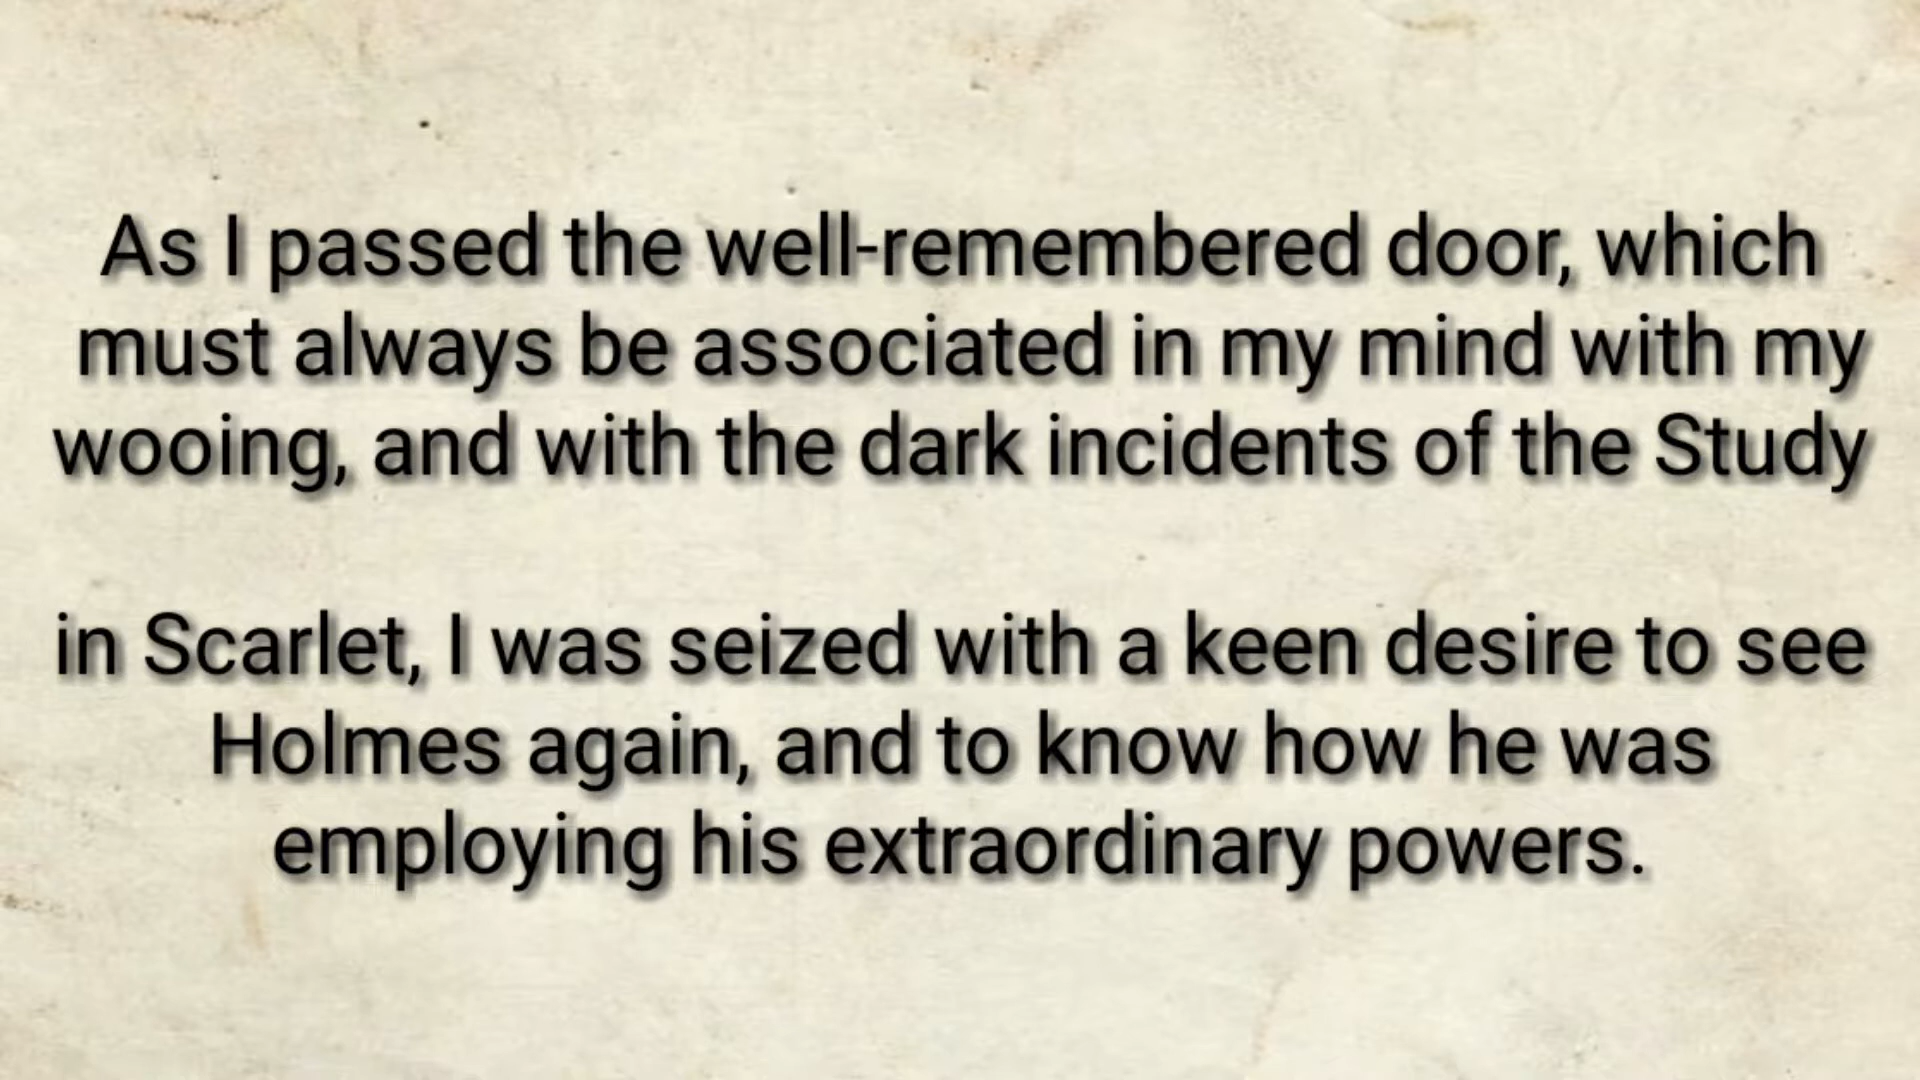 As I passed the well-remembered door, which
must always be associated in my mind with my
wooing, and with the dark incidents of the Study
in Scarlet, I was seized with a keen desire to see
Holmes again, and to know how he was
employing his extraordinary powers.